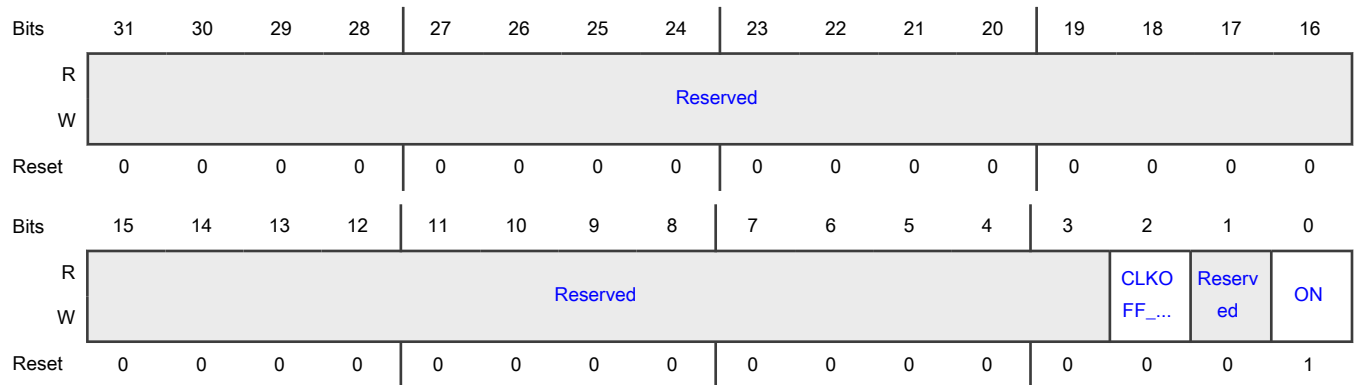 Bits 31 30 29 28 27 26 25 24 23 22 21 20 19 18 17 16
R
Reserved
W
Reset 0 0 0 0 0 0 0 0 0 0 0 0 0 0 0 0
Bits 15 14 13 12 11 10 9 8 7 6 5 4 3 2 1 0
R
Reserved
CLKO
FF_...
Reserv
ed
ON
W
Reset 0 0 0 0 0 0 0 0 0 0 0 0 0 0 0 1